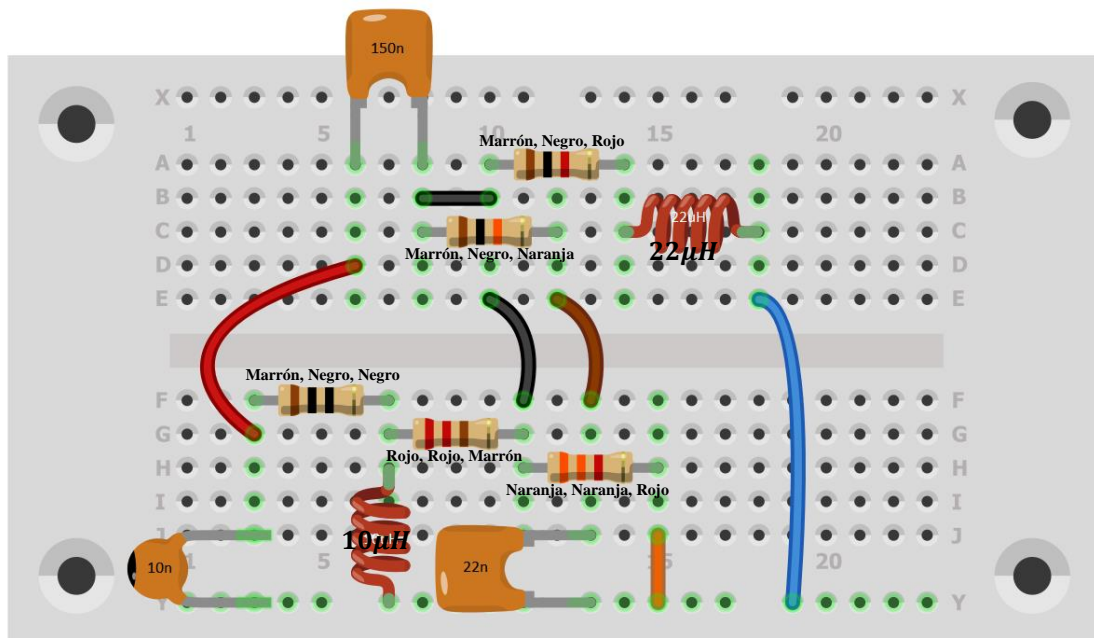 150n
X X
1 5 10 15 20
Marrón, Negro, Rojo
A A
B B
22µH
C C
22µH
Marrón, Negro, Naranja
D D
E E
Marrón, Negro, Negro
F F
G G
Rojo, Rojo, Marrón
H H
Naranja, Naranja, Rojo
I I
J J
10µH
1 5 15 20
10n
22n
Y Y